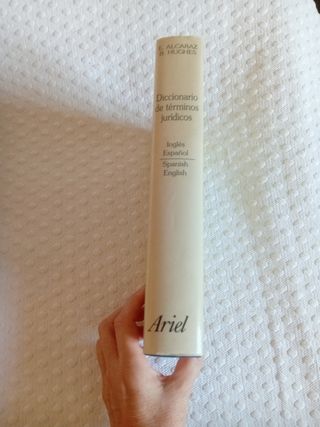 E. ALCARAZ
B. HUGHES
Diccionario
de términos
jurídicos
Inglés
Español
Spanish
English
Ariel